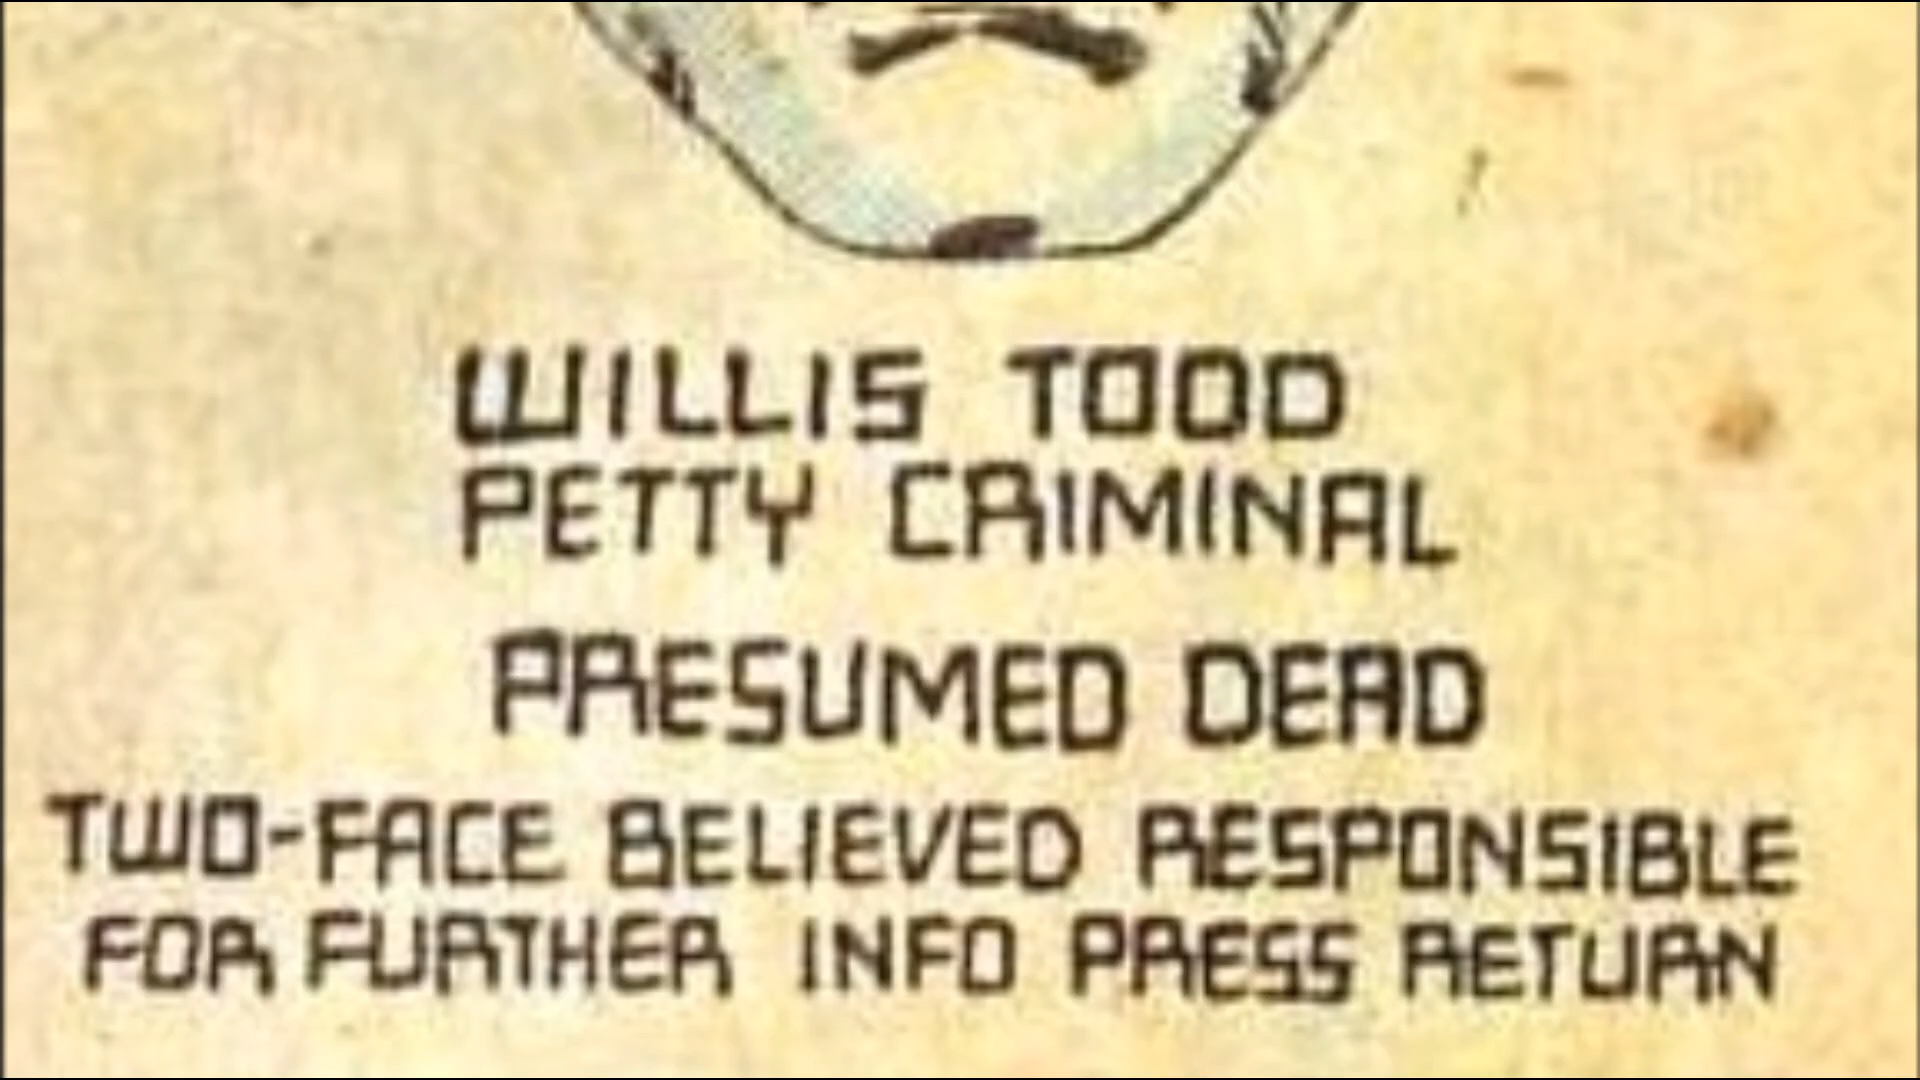 WILLIS TODD
PETTY CRIMINAL
PRESUMED DEAD
TWO-FACE BELIEVED RESPONSIBLE
FOR FURTHER INFO PRESS RETURN